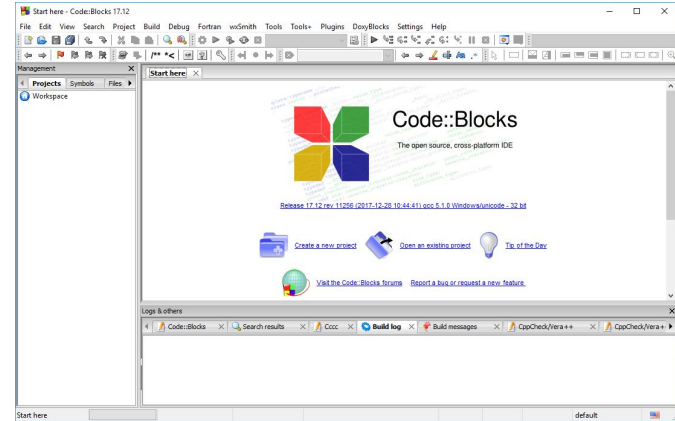 Start here - Code::Blocks 17.12
File Edit View Search Project Build Debug Fortran wxSmith Tools Tools+ Plugins DoxyBlocks Settings Help
/** *<
Management
Projects Symbols Files
Workspace
Start here
Code::Blocks
The open source, cross-platform IDE
Release 17.12 rev 11256 (2017-12-28 10:44:41) gcc 5.1.0 Windows/unicode - 32 bit
Create a new project Open an existing project Tip of the Day
Visit the Code::Blocks forums Report a bug or request a new feature
Logs & others
Code::Blocks Search results Cccc Build log Build messages CppCheck/Vera++ CppCheck/Vera+
Start here default